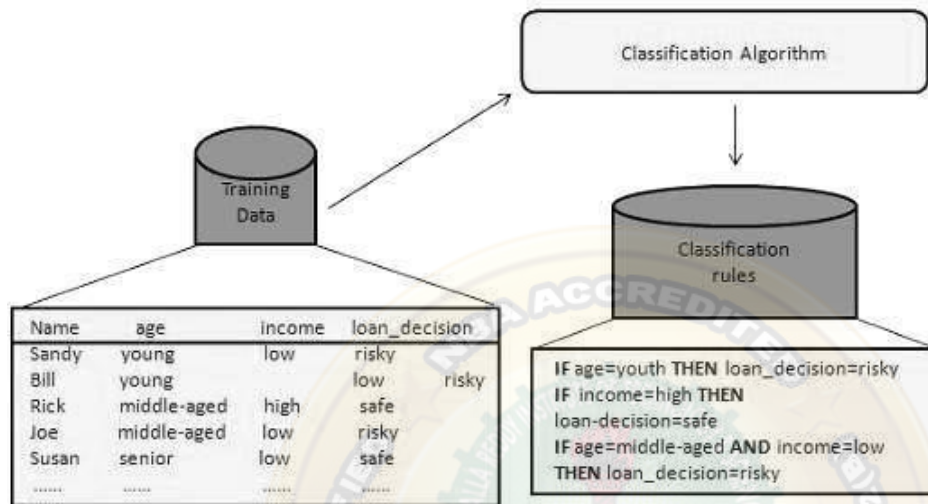 Classification Algorithm
Training
Data
Classification
rules
Name age income loan_decision
Sandy young low risky
Bill young low risky
Rick middle-aged high safe
Joe middle-aged low risky
Susan senior low safe
...... ...... ...... ......
IF age=youth THEN loan_decision=risky
IF income=high THEN
loan-decision=safe
IF age=middle-aged AND income=low
THEN loan_decision=risky
NBA ACCREDITED